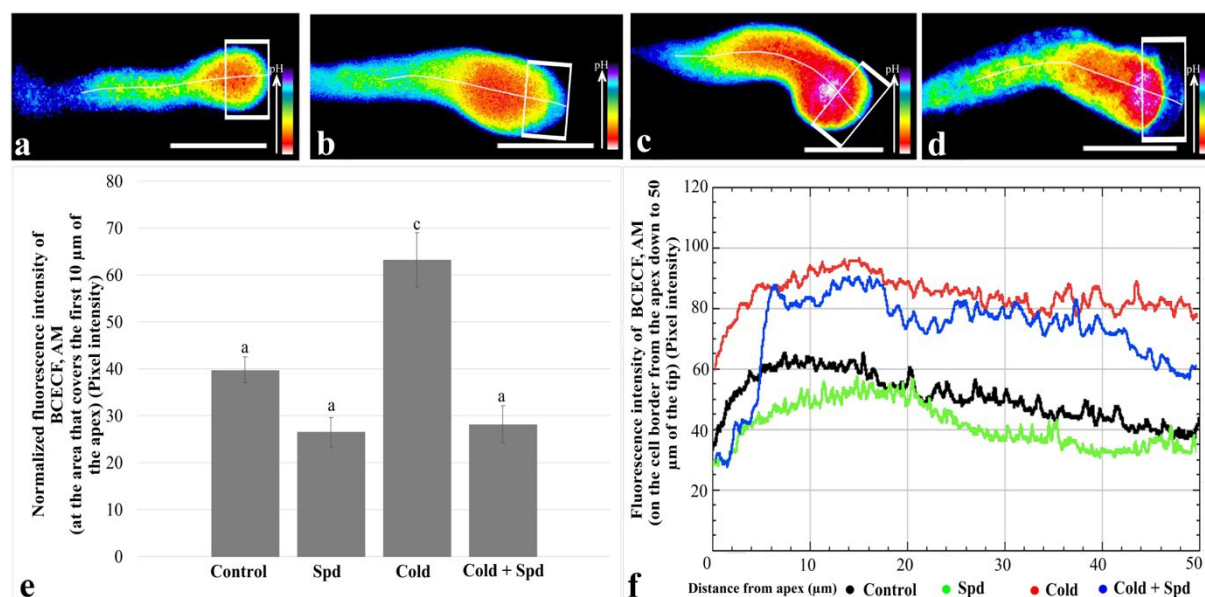 pH
pH
pH
pH
a
b
c
d
Normalized fluorescence intensity of
BCECF, AM
(at the area that covers the first 10 µm of
the apex) (Pixel intensity)
80
70
60
50
40
30
20
10
0
a
a
c
a
Control
Spd
Cold
Cold + Spd
e
Fluorescence intensity of BCECE, AM
(on the cell border from the apex down to 50
µm of the tip) (Pixel intensity)
120
100
80
60
40
20
0
10
20
30
40
50
Distance from apex (µm)
Control
Spd
Cold
Cold + Spd
f